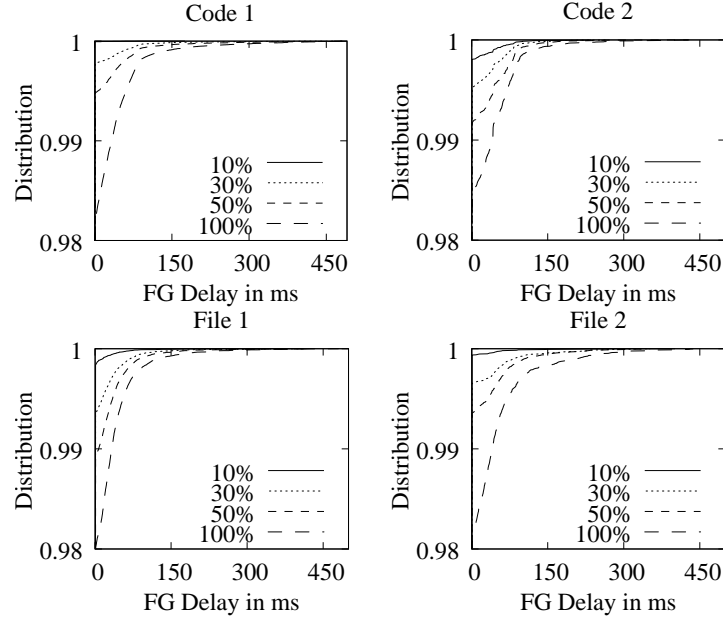 Code 1
1
0.99
0.98
Distribution
10%
30%
50%
100%
0 150 300 450
FG Delay in ms
Code 2
1
0.99
0.98
Distribution
10%
30%
50%
100%
0 150 300 450
FG Delay in ms
File 1
1
0.99
0.98
Distribution
10%
30%
50%
100%
0 150 300 450
FG Delay in ms
File 2
1
0.99
0.98
Distribution
10%
30%
50%
100%
0 150 300 450
FG Delay in ms